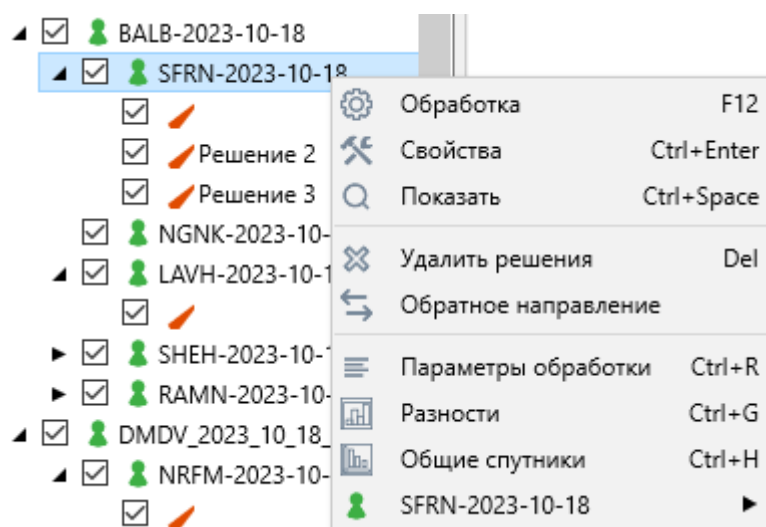 BALB-2023-10-18
SFRN-2023-10-18
Решение 2
Решение 3
NGNK-2023-10-
LAVH-2023-10-1
SHEH-2023-10-
RAMN-2023-10-
DMDV_2023_10_18_
NRFM-2023-10-
Обработка F12
Свойства Ctrl+Enter
Показать Ctrl+Space
Удалить решения Del
Обратное направление
Параметры обработки Ctrl+R
Разности Ctrl+G
Общие спутники Ctrl+H
SFRN-2023-10-18